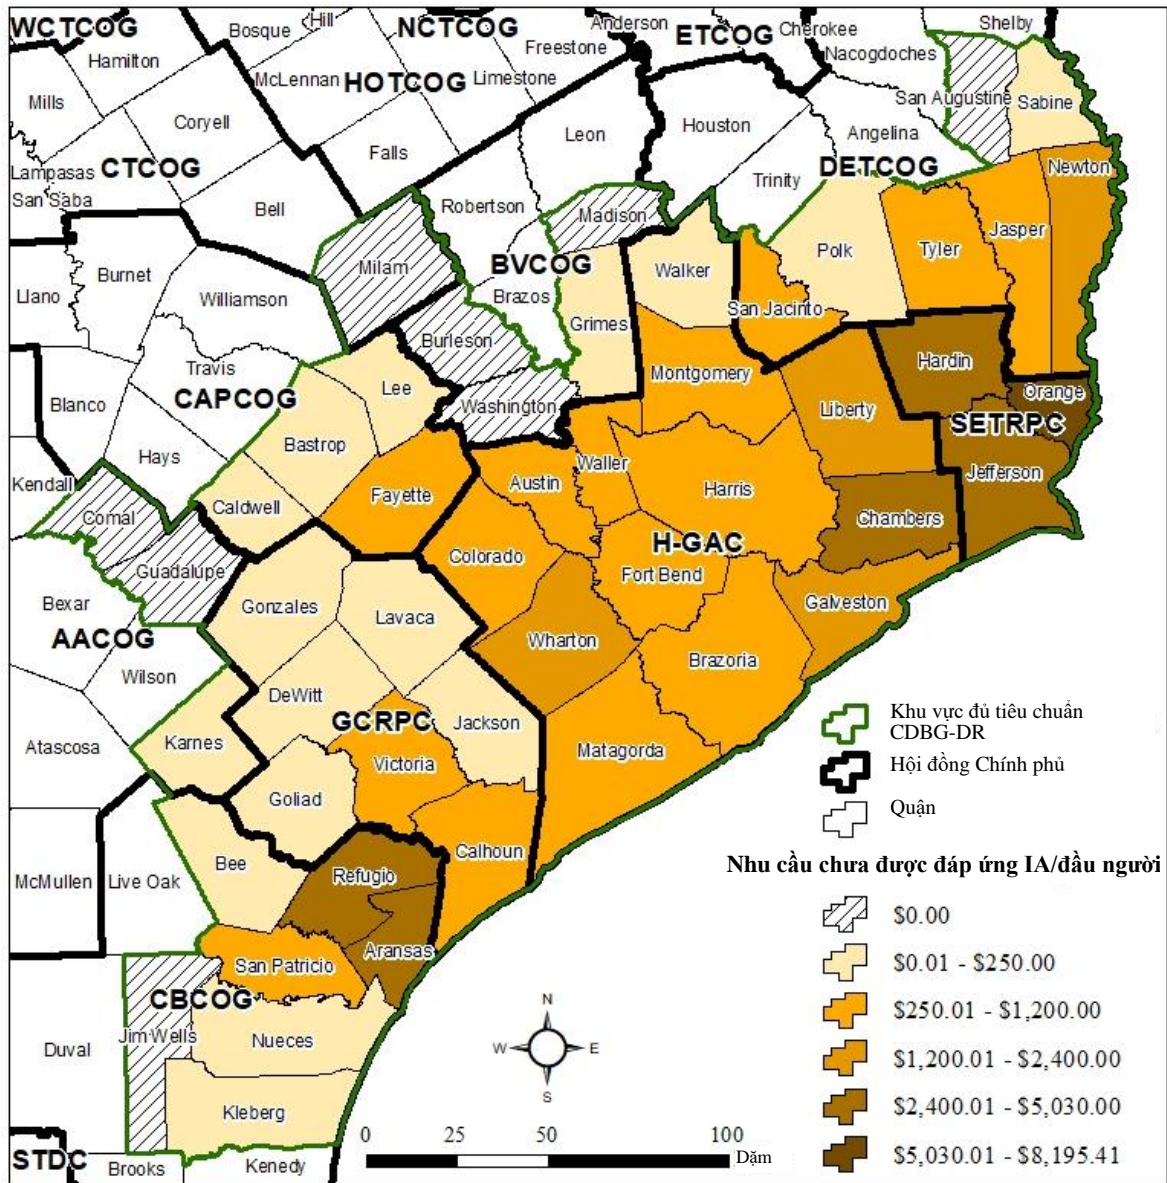 Hill
Anderson
Shelby
WCTCOG
Bosque
NCTCOG
ETCOG
Cherokee
Freestone
Nacogdoches
Hamilton
McLennan
HOTCOG
Limestone
San Augustine
Sabine
Mills
Coryell
Leon
Houston
Angelina
Falls
Lampasas
CTCOG
DETCOG
Newton
San Saba
Trinity
Bell
Robertson
Madison
Jasper
Polk
Tyler
Burnet
Milam
BVCOG
Walker
Llano
Williamson
Brazos
San Jacinto
Grimes
Burleson
Hardin
Travis
Montgomery
Lee
Orange
Blanco
CAPCOG
Washington
Liberty
SETRPC
Bastrop
Hays
Waller
Jefferson
Kendall
Austin
Harris
Fayette
Caldwell
Comal
Chambers
H-GAC
Colorado
Guadalupe
Fort Bend
Bexar
Gonzales
Lavaca
Galveston
AACOG
Wharton
Wilson
Brazoria
DeWitt
GCRPC
Jackson
Karnes
Atascosa
Victoria
Matagorda
Goliad
Calhoun
Bee
McMullen
Live Oak
Refugio
Aransas
San Patricio
CBCOG
Jim Wells
Nueces
Duval
Kleberg
STDC
Brooks
Kenedy
Khu vực đủ tiêu chuẩn
CDBG-DR
Hội đồng Chính phủ
Quận
Nhu cầu chưa được đáp ứng IA/đầu người
$0.00
$0.01 - $250.00
$250.01 - $1,200.00
$1,200.01 - $2,400.00
$2,400.01 - $5,030.00
$5,030.01 - $8,195.41
N
W
E
S
0 25 50 100
Dặm